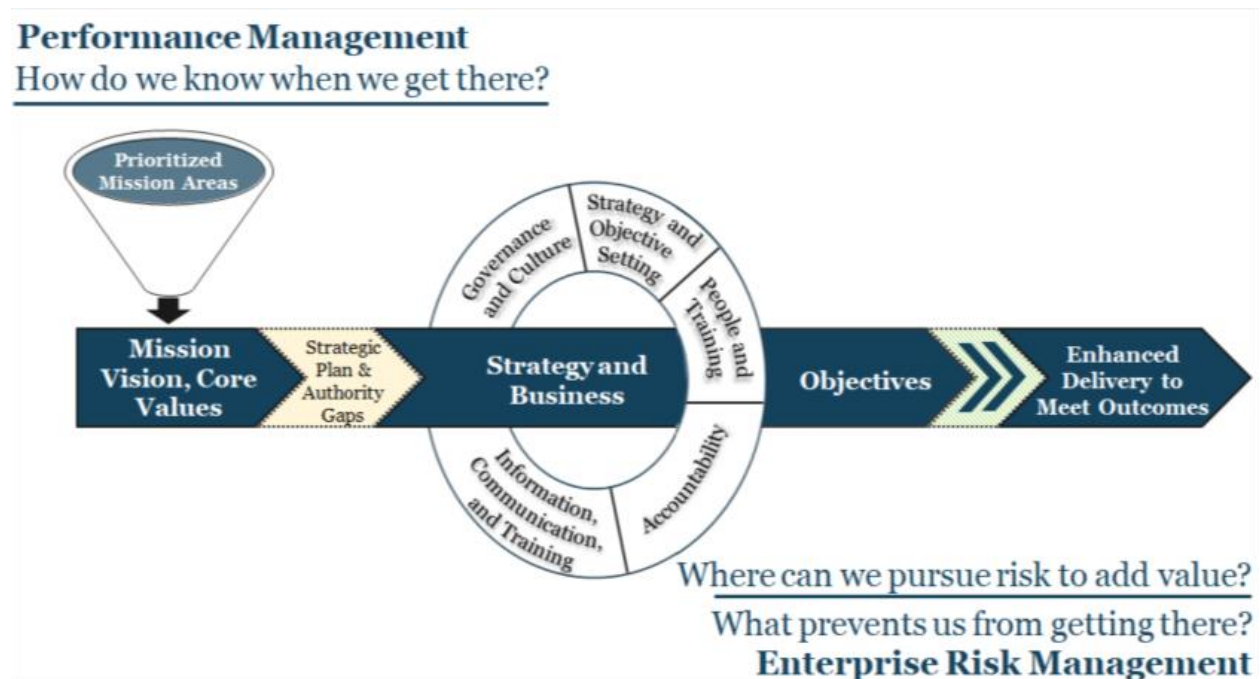 Performance Management
How do we know when we get there?
Prioritized
Mission Areas
Governance
and Culture
Strategy and
Objective
Setting
People and
Training
Mission
Vision, Core
Values
Strategic
Plan &
Authority
Gaps
Strategy and
Business
Objectives
Enhanced
Delivery to
Meet Outcomes
Information,
Communication,
and Training
Accountability
Where can we pursue risk to add value?
What prevents us from getting there?
Enterprise Risk Management